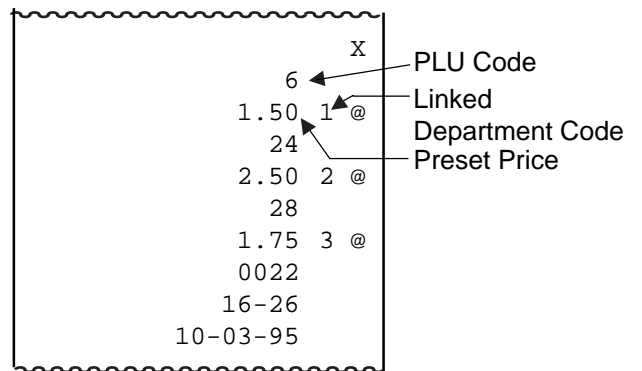 X
6
1.50 1 @
24
2.50 2 @
28
1.75 3 @
0022
16-26
10-03-95
PLU Code
Linked
Department Code
Preset Price